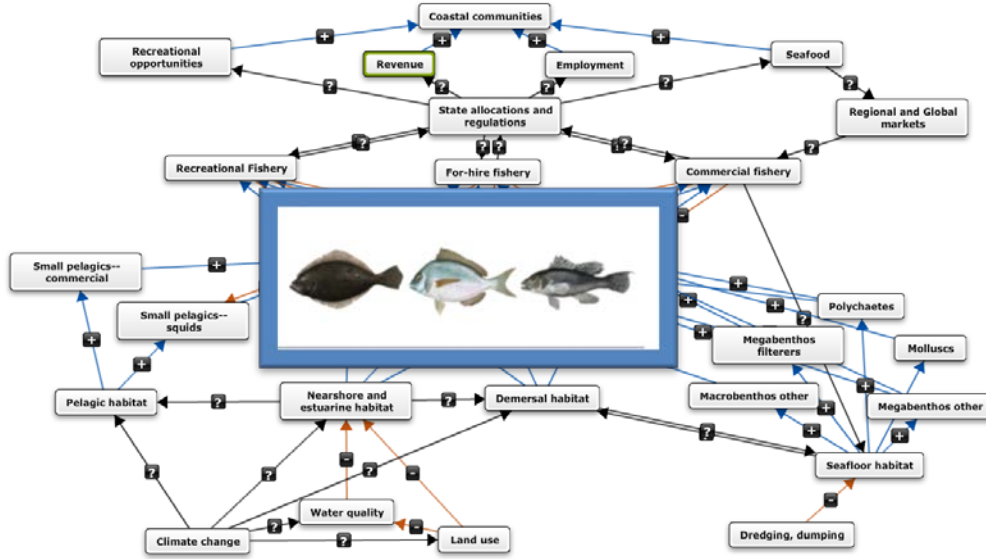 Coastal communities
+
+
+
+
Recreational
opportunities
Revenue
Employment
Seafood
?
?
?
?
?
State allocations and
regulations
Regional and Global
markets
?
?
?
?
?
Recreational Fishery
For-hire fishery
Commercial fishery
-
Small pelagics--
commercial
+
+
+
Small pelagics--
squids
+
+
+
+
?
Polychaetes
Megabenthos
filterers
Molluscs
+
+
Pelagic habitat
?
Nearshore and
estuarine habitat
?
Demersal habitat
Macrobenthos other
Megabenthos other
+
+
+
?
-
-
?
?
?
Seafloor habitat
-
Water quality
?
-
Climate change
?
Land use
Dredging, dumping